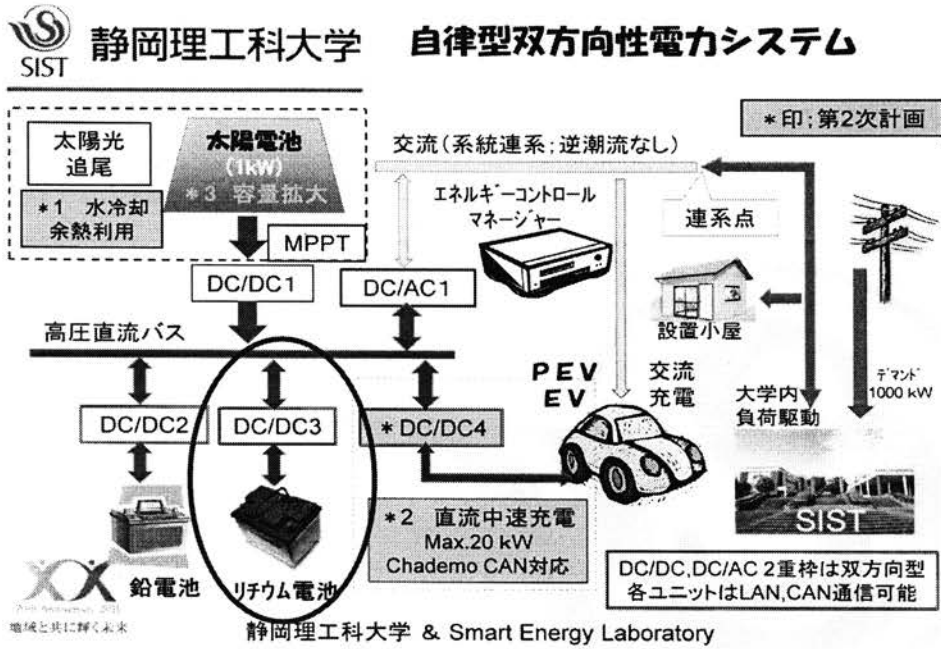 SIST
静岡理工科大学
自律型双方向性電力システム
太陽光
追尾
*1 水冷却
余熱利用
太陽電池
(1kW)
*3 容量拡大
MPPT
交流(系統連系;逆潮流なし)
*印;第2次計画
エネルギーコントロール
マネージャー
連系点
DC/DC1
DC/AC1
設置小屋
高圧直流バス
PEV
EV
交流
充電
大学内
負荷駆動
デマンド
1000 kW
DC/DC2
DC/DC3
*DC/DC4
*2 直流中速充電
Max.20 kW
Chademo CAN対応
SIST
鉛電池
リチウム電池
DC/DC,DC/AC 2重枠は双方向型
各ユニットはLAN,CAN通信可能
地域と共に輝く未来
静岡理工科大学 & Smart Energy Laboratory